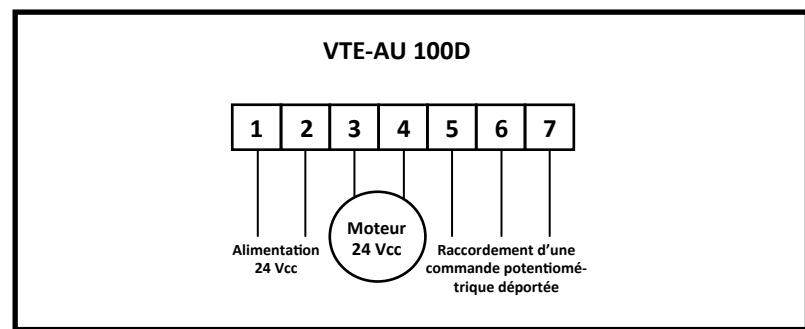 VTE-AU 100D
1 2 3 4 5 6 7
Moteur
24 Vcc
Alimentation
24 Vcc
Raccordement d’une
commande potentiomé-
trique déportée